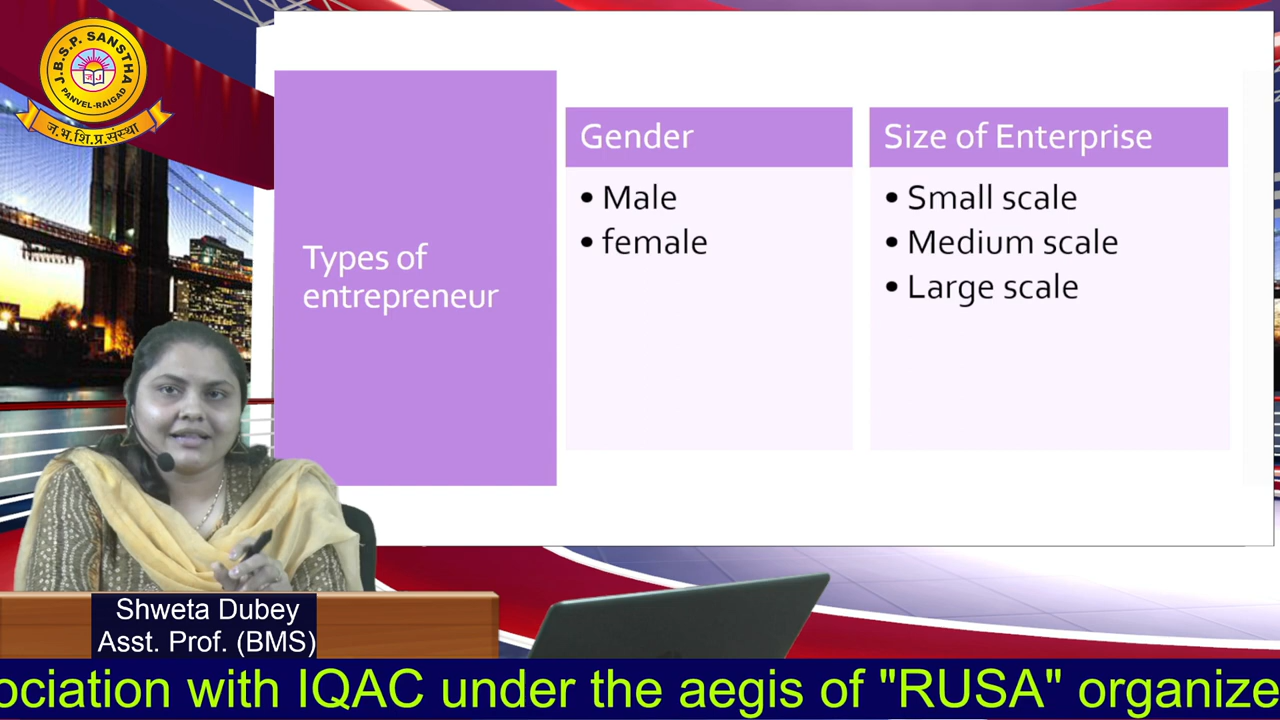 J.B.S.P. SANSTHA
PANVEL-RAIGAD
ज.भ.शि.प्र.संस्था
Types of
entrepreneur
Gender
• Male
• female
Size of Enterprise
• Small scale
• Medium scale
• Large scale
Shweta Dubey
Asst. Prof. (BMS)
ociation with IQAC under the aegis of "RUSA" organize